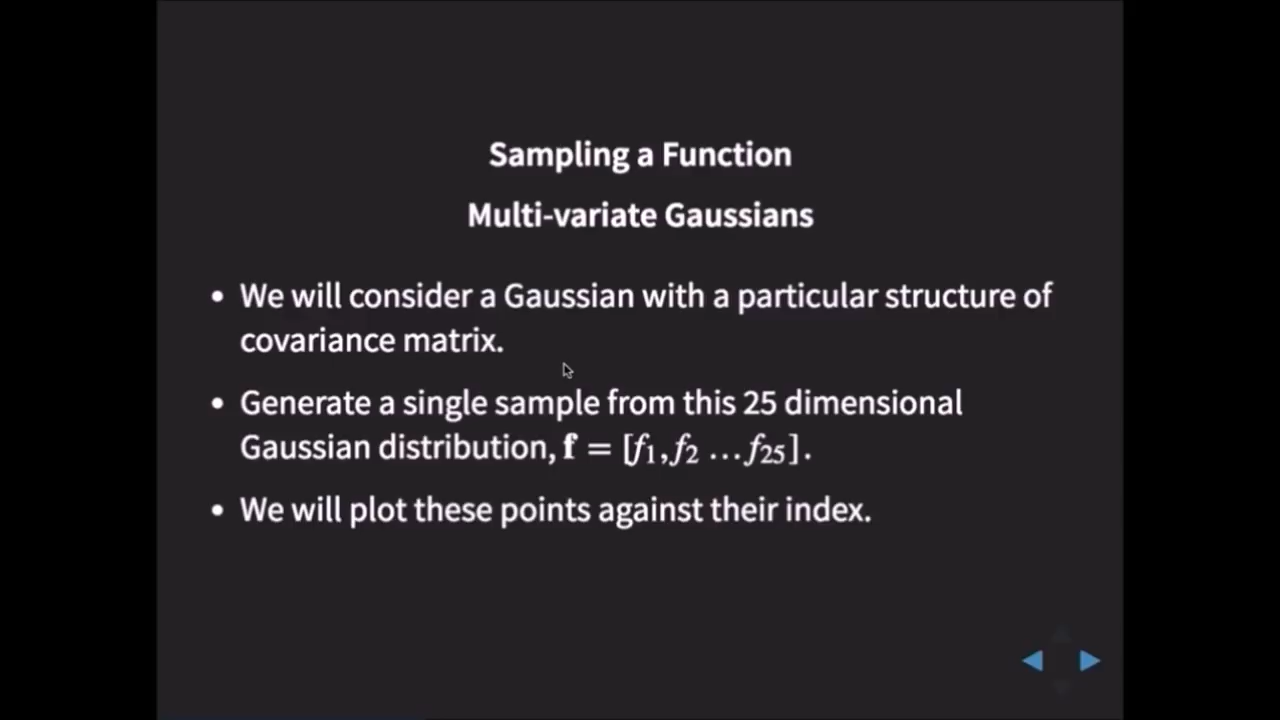 Sampling a Function
Multi-variate Gaussians
• We will consider a Gaussian with a particular structure of
covariance matrix.
• Generate a single sample from this 25 dimensional
Gaussian distribution, f = [f₁,f₂ …f₂₅].
• We will plot these points against their index.